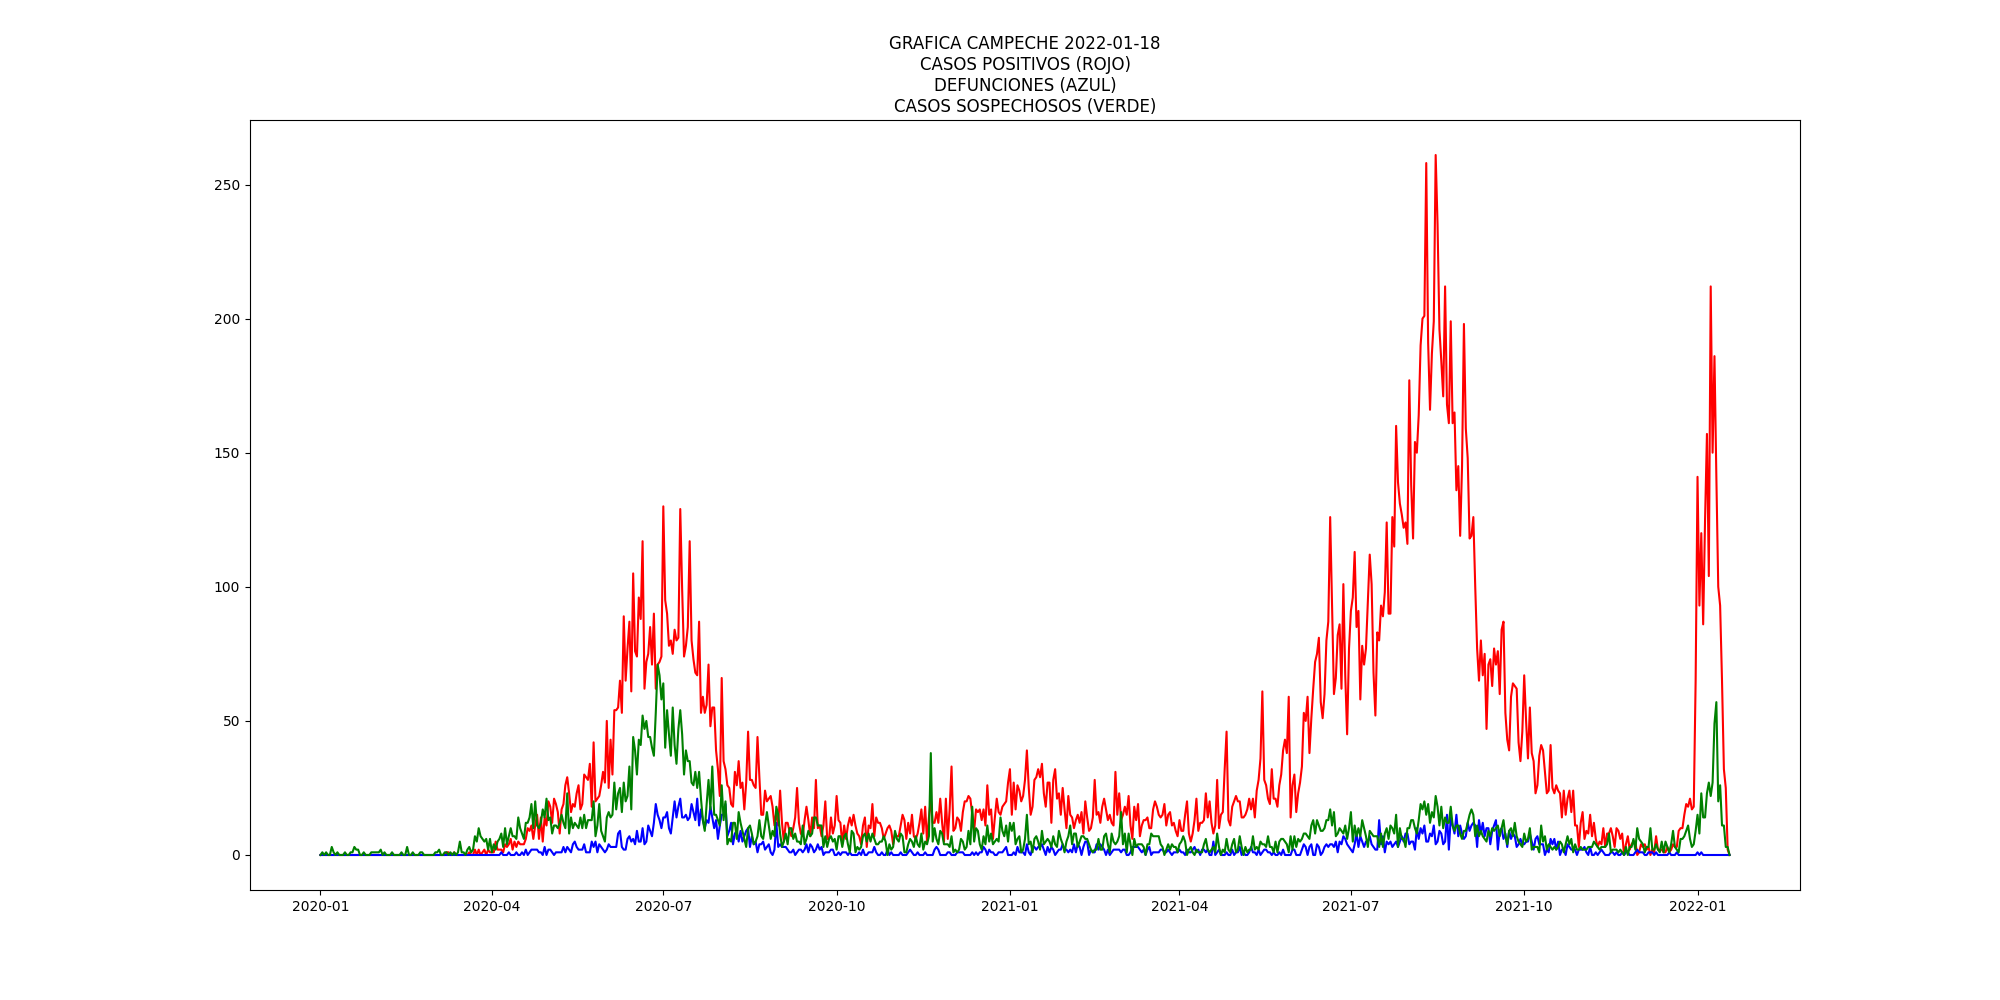 GRAFICA CAMPECHE 2022-01-18
CASOS POSITIVOS (ROJO)
DEFUNCIONES (AZUL)
CASOS SOSPECHOSOS (VERDE)
250
200
150
100
50
0
2020-01 2020-04 2020-07 2020-10 2021-01 2021-04 2021-07 2021-10 2022-01